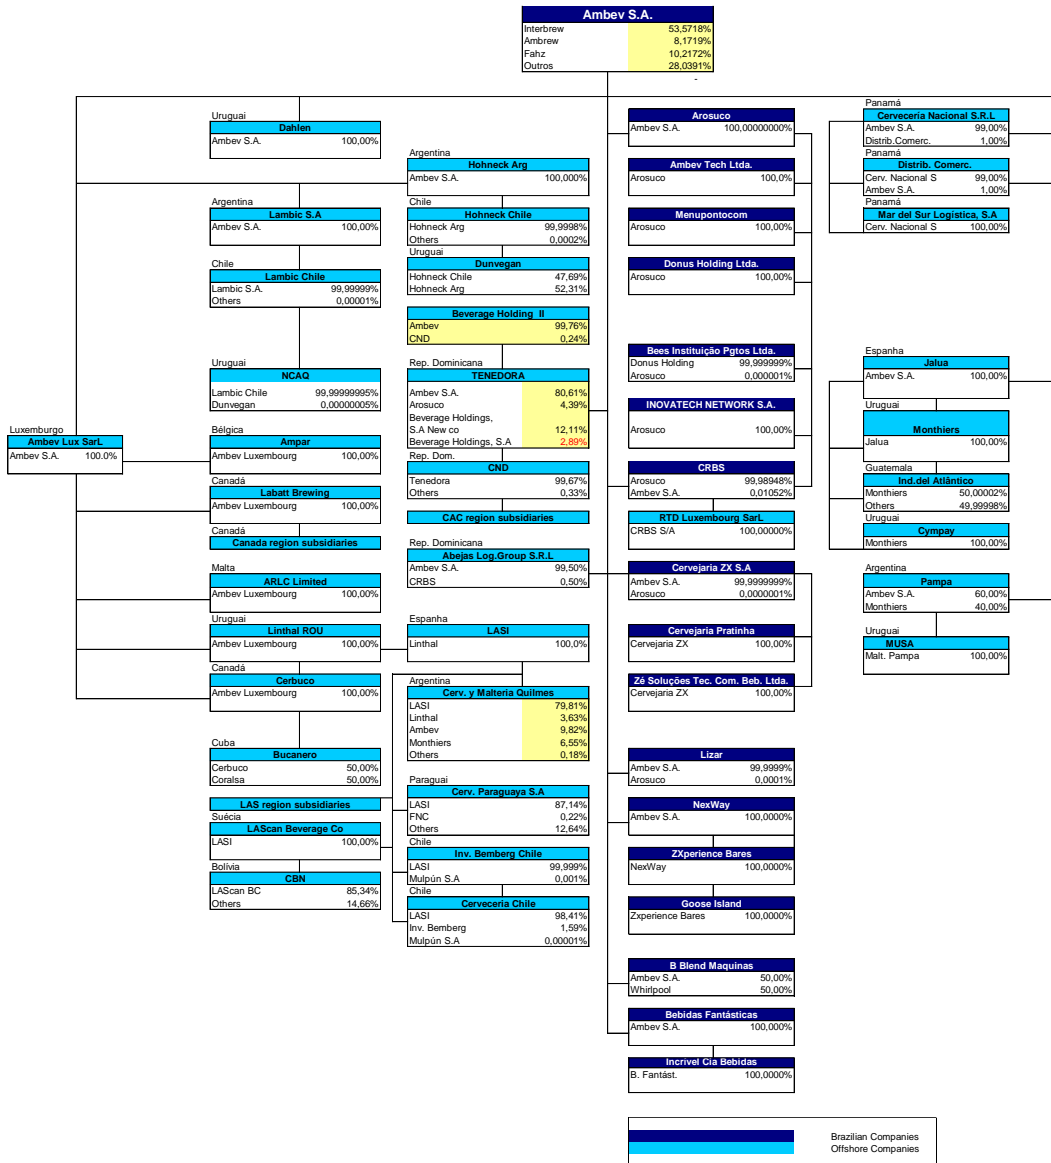 Ambev S.A.
Interbrew 53,5718%
Ambrew 8,1719%
Fahz 10,2172%
Outros 28,0391%
-
Uruguai
Dahlen
Ambev S.A. 100,00%
Argentina
Lambic S.A
Ambev S.A. 100,00%
Chile
Lambic Chile
Lambic S.A. 99,99999%
Others 0,00001%
Uruguai
NCAQ
Lambic Chile 99,99999995%
Dunvegan 0,00000005%
Luxemburgo
Ambev Lux SarL
Ambev S.A. 100.0%
Bélgica
Ampar
Ambev Luxembourg 100,00%
Canadá
Labatt Brewing
Ambev Luxembourg 100,00%
Canadá
Canada region subsidiaries
Malta
ARLC Limited
Ambev Luxembourg 100,00%
Uruguai
Linthal ROU
Ambev Luxembourg 100,00%
Canadá
Cerbuco
Ambev Luxembourg 100,00%
Cuba
Bucanero
Cerbuco 50,00%
Coralsa 50,00%
LAS region subsidiaries
Suécia
LAScan Beverage Co
LASI 100,00%
Bolívia
CBN
LAScan BC 85,34%
Others 14,66%
Argentina
Hohneck Arg
Ambev S.A. 100,000%
Chile
Hohneck Chile
Hohneck Arg 99,9998%
Others 0,0002%
Uruguai
Dunvegan
Hohneck Chile 47,69%
Hohneck Arg 52,31%
Beverage Holding II
Ambev 99,76%
CND 0,24%
Rep. Dominicana
TENEDORA
Ambev S.A. 80,61%
Arosuco 4,39%
Beverage Holdings,
S.A New co 12,11%
Beverage Holdings, S.A 2,89%
Rep. Dom.
CND
Tenedora 99,67%
Others 0,33%
CAC region subsidiaries
Rep. Dominicana
Abejas Log.Group S.R.L
Ambev S.A. 99,50%
CRBS 0,50%
Espanha
LASI
Linthal 100,0%
Argentina
Cerv. y Malteria Quilmes
LASI 79,81%
Linthal 3,63%
Ambev 9,82%
Monthiers 6,55%
Others 0,18%
Paraguai
Cerv. Paraguaya S.A
LASI 87,14%
FNC 0,22%
Others 12,64%
Chile
Inv. Bemberg Chile
LASI 99,999%
Mulpún S.A 0,001%
Chile
Cerveceria Chile
LASI 98,41%
Inv. Bemberg 1,59%
Mulpún S.A 0,00001%
Arosuco
Ambev S.A. 100,00000000%
Ambev Tech Ltda.
Arosuco 100,0%
Menupontocom
Arosuco 100,00%
Donus Holding Ltda.
Arosuco 100,00%
Bees Instituição Pgtos Ltda.
Donus Holding 99,999999%
Arosuco 0,000001%
INOVATECH NETWORK S.A.
Arosuco 100,00%
CRBS
Arosuco 99,98948%
Ambev S.A. 0,01052%
RTD Luxembourg SarL
CRBS S/A 100,00000%
Cervejaria ZX S.A
Ambev S.A. 99,9999999%
Arosuco 0,0000001%
Cervejaria Pratinha
Cervejaria ZX 100,00%
Zé Soluções Tec. Com. Beb. Ltda.
Cervejaria ZX 100,00%
Lizar
Ambev S.A. 99,9999%
Arosuco 0,0001%
NexWay
Ambev S.A. 100,0000%
ZXperience Bares
NexWay 100,0000%
Goose Island
Zxperience Bares 100,0000%
B Blend Maquinas
Ambev S.A. 50,00%
Whirlpool 50,00%
Bebidas Fantásticas
Ambev S.A. 100,000%
Incrível Cia Bebidas
B. Fantást. 100,0000%
Panamá
Cerveceria Nacional S.R.L
Ambev S.A. 99,00%
Distrib.Comerc. 1,00%
Panamá
Distrib. Comerc.
Cerv. Nacional S 99,00%
Ambev S.A. 1,00%
Panamá
Mar del Sur Logística, S.A
Cerv. Nacional S 100,00%
Espanha
Jalua
Ambev S.A. 100,00%
Uruguai
Monthiers
Jalua 100,00%
Guatemala
Ind.del Atlântico
Monthiers 50,00002%
Others 49,99998%
Uruguai
Cympay
Monthiers 100,00%
Argentina
Pampa
Ambev S.A. 60,00%
Monthiers 40,00%
Uruguai
MUSA
Malt. Pampa 100,00%
Brazilian Companies
Offshore Companies